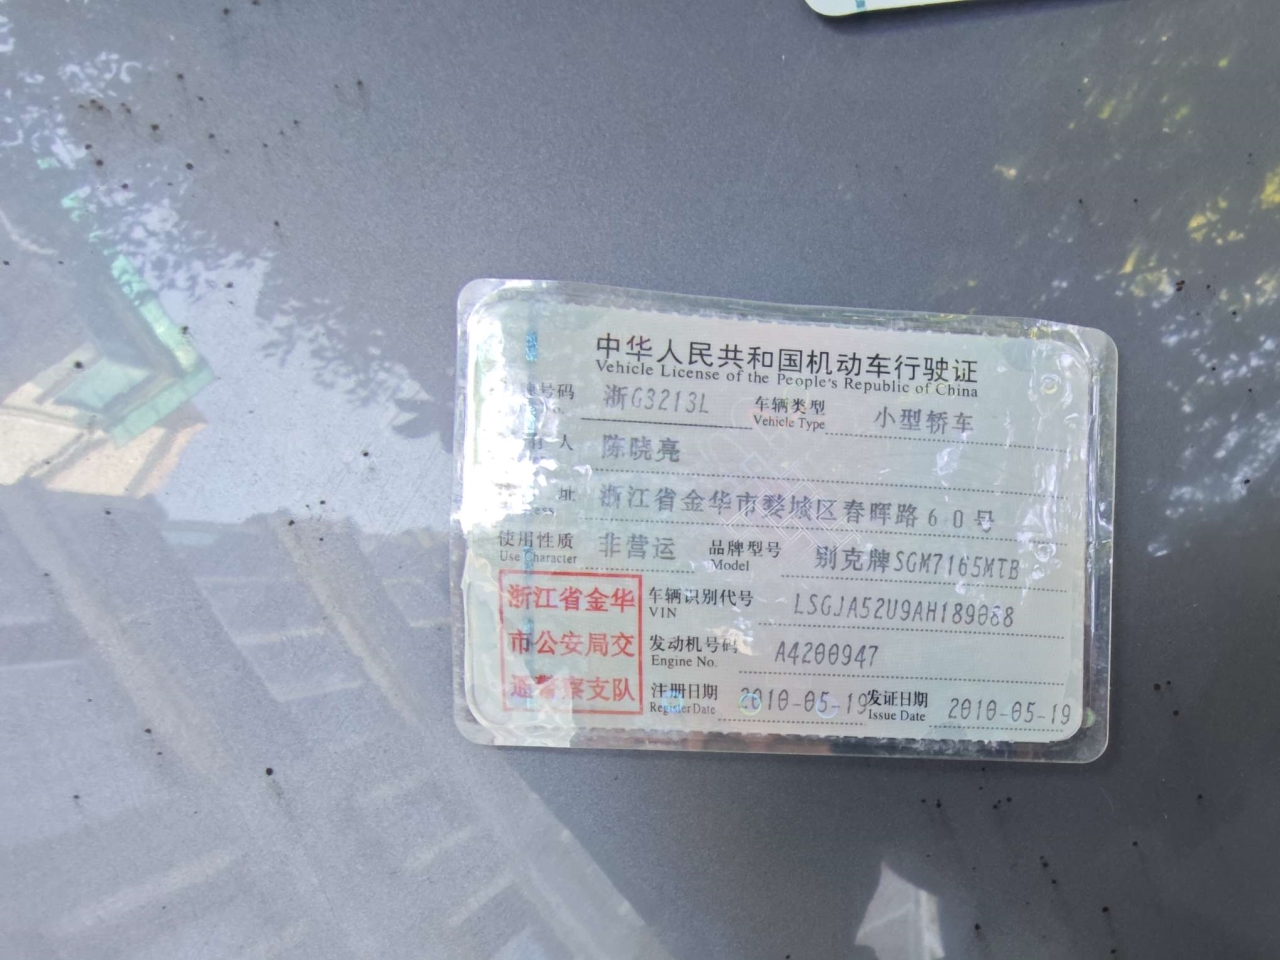 中华人民共和国机动车行驶证
Vehicle License of the People's Republic of China
号码 浙G3213L 车辆类型 小型轿车
No. Vehicle Type
人 陈晓亮
址 浙江省金华市婺城区春晖路60号
使用性质 非营运 品牌型号 别克牌SGM7165MTB
Use Character Model
浙江省金华
市公安局交
通警察支队
车辆识别代号 LSGJA52U9AH189088
VIN
发动机号码 A4200947
Engine No.
注册日期 2010-05-19 发证日期 2010-05-19
Register Date Issue Date